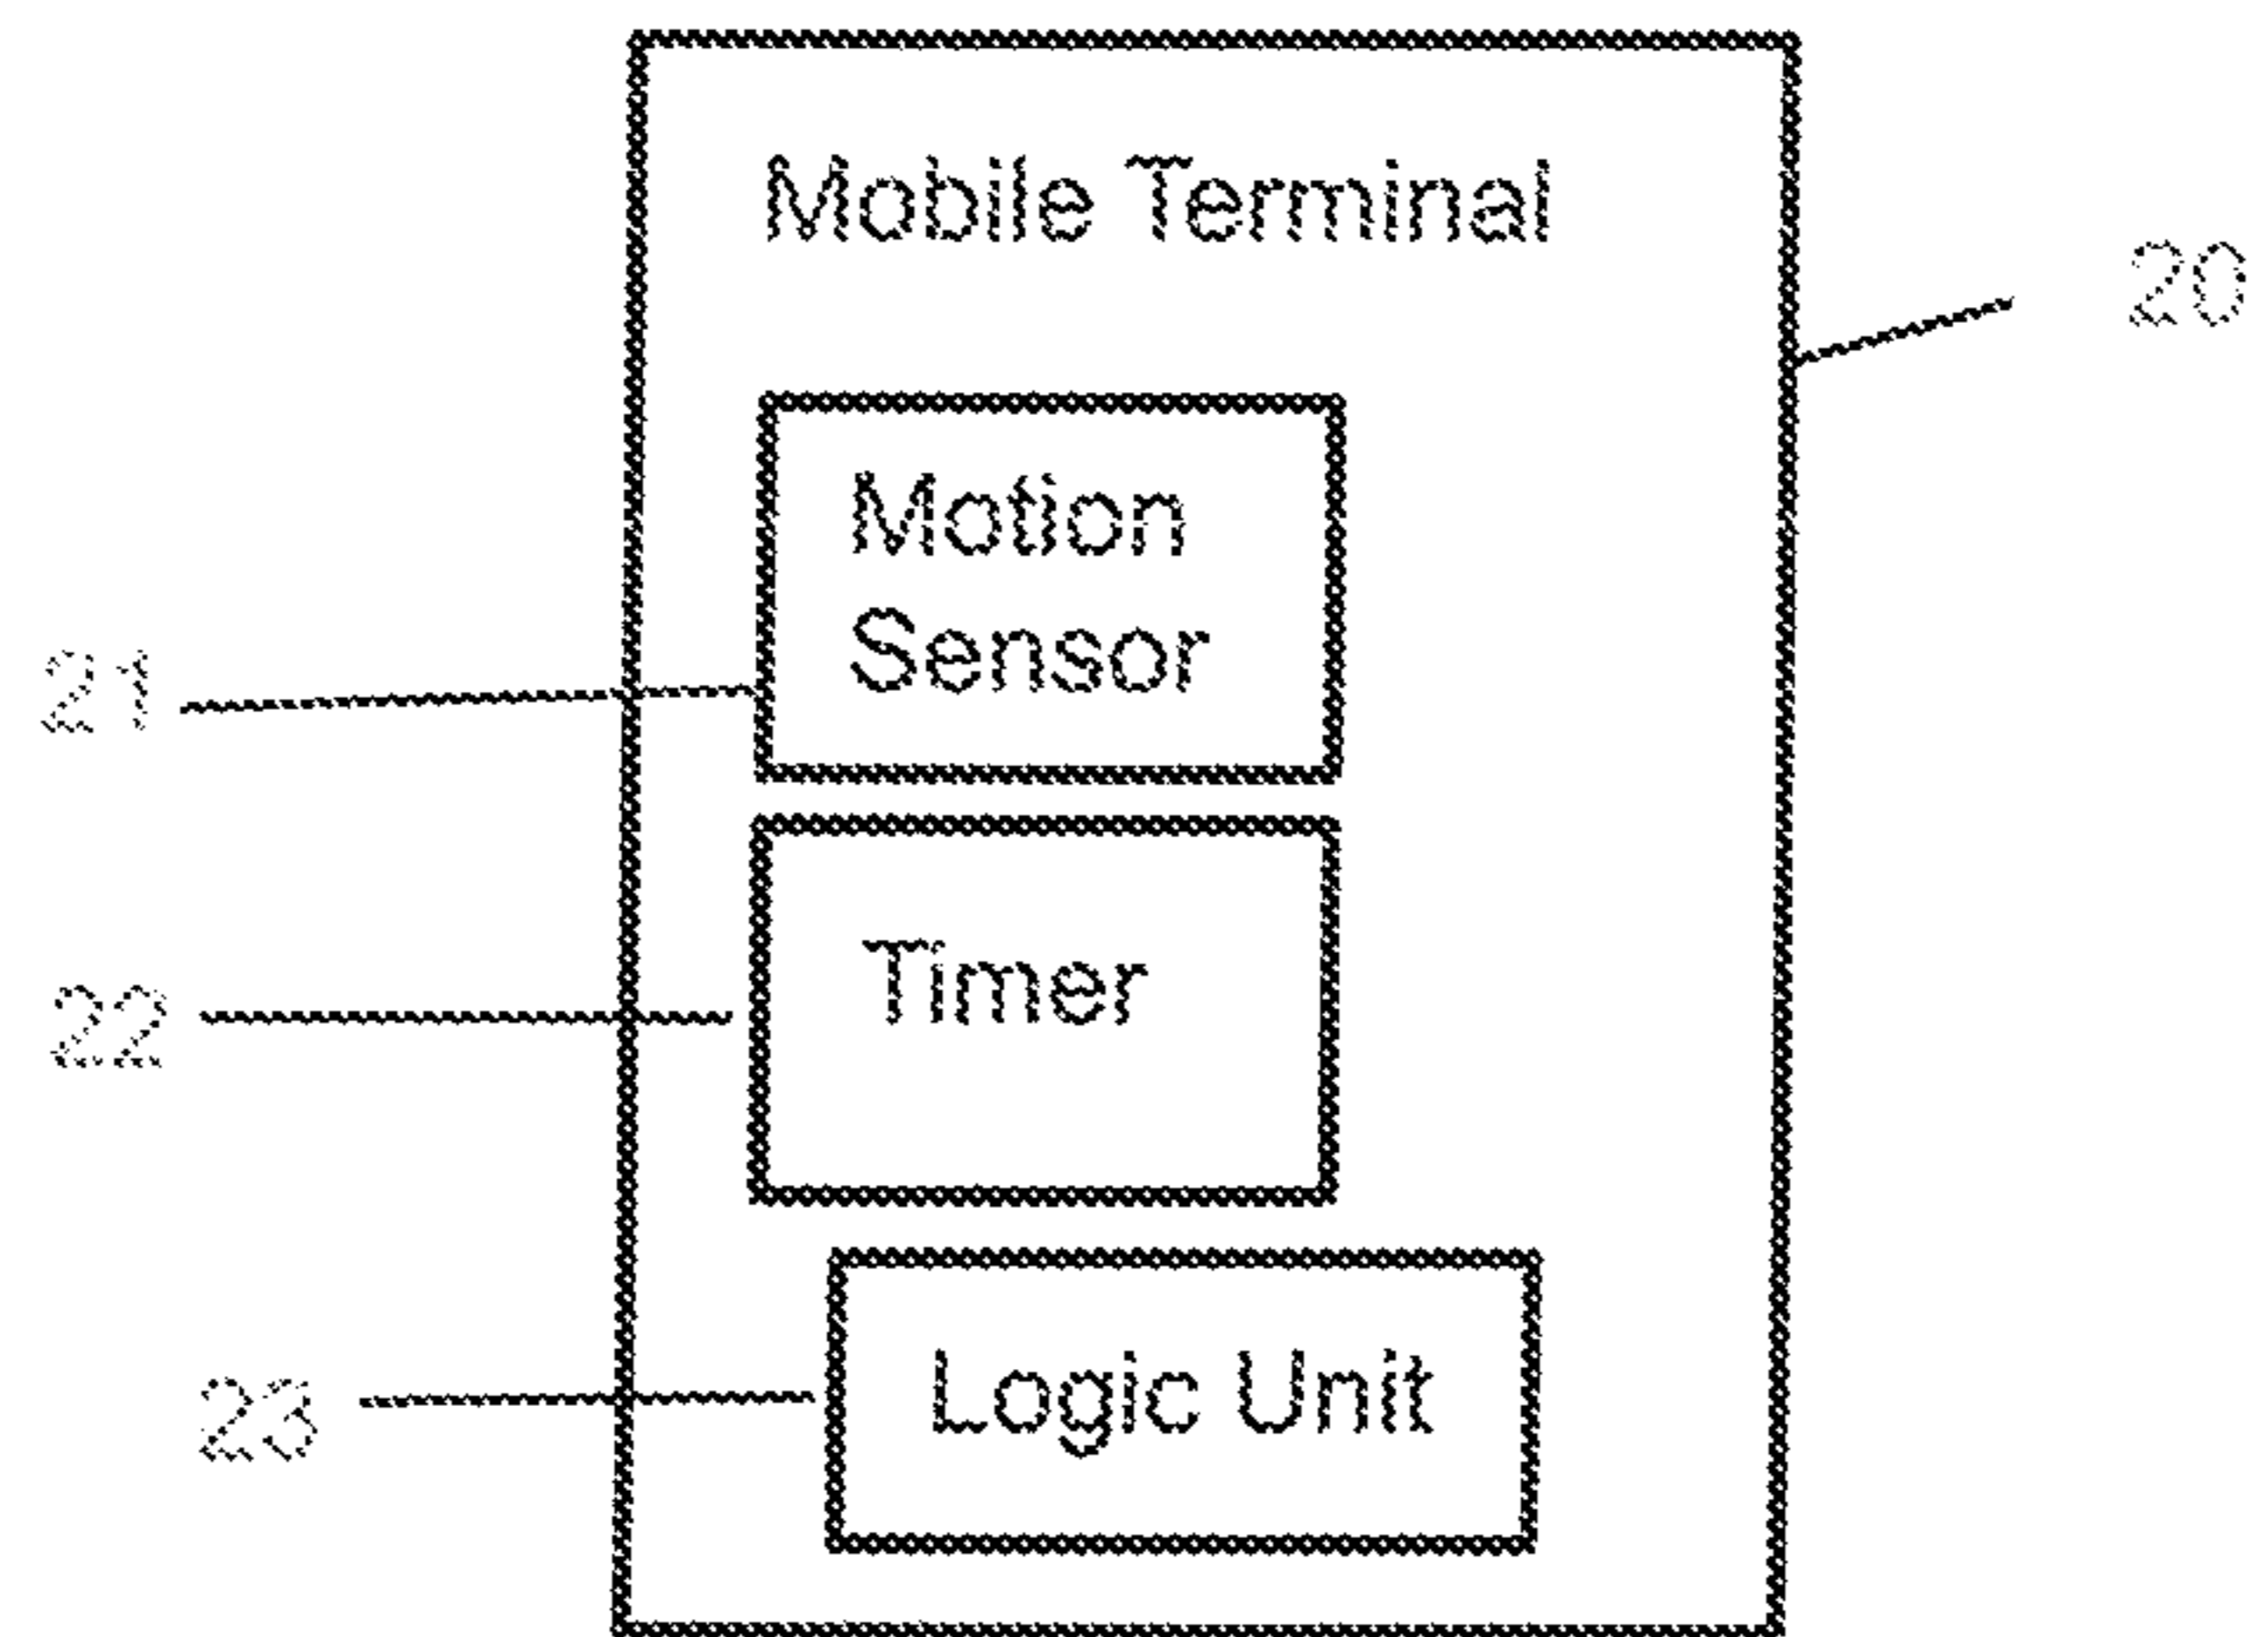 Mobile Terminal
20
Motion
Sensor
21
Timer
22
Logic Unit
23